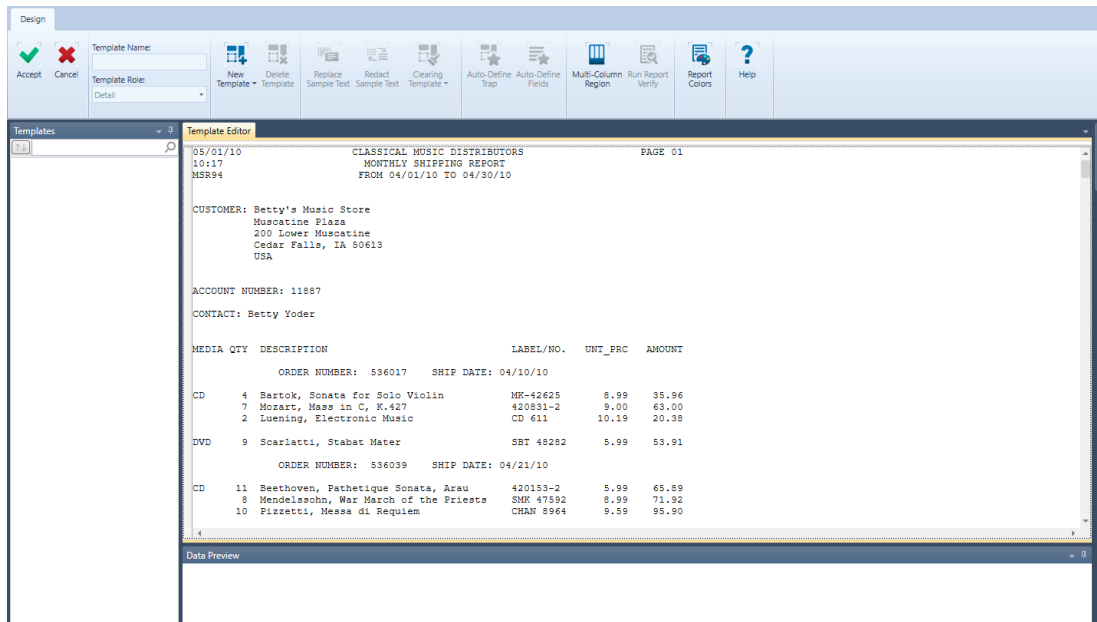 Design
Template Name:
Template Role:
Detail
Accept
Cancel
New Template
Delete Template
Replace Sample Text
Redact Sample Text
Clearing Template
Auto-Define Trap
Auto-Define Fields
Multi-Column Region
Run Report Verify
Report Colors
Help
Templates
Template Editor
05/01/10 CLASSICAL MUSIC DISTRIBUTORS PAGE 01
10:17 MONTHLY SHIPPING REPORT
MSR94 FROM 04/01/10 TO 04/30/10
CUSTOMER: Betty's Music Store
Muscatine Plaza
200 Lower Muscatine
Cedar Falls, IA 50613
USA
ACCOUNT NUMBER: 11887
CONTACT: Betty Yoder
MEDIA QTY DESCRIPTION LABEL/NO. UNT_PRC AMOUNT
ORDER NUMBER: 536017 SHIP DATE: 04/10/10
CD 4 Bartok, Sonata for Solo Violin MK-42625 8.99 35.96
7 Mozart, Mass in C, K.427 420831-2 9.00 63.00
2 Luening, Electronic Music CD 611 10.19 20.38
DVD 9 Scarlatti, Stabat Mater SBT 48282 5.99 53.91
ORDER NUMBER: 536039 SHIP DATE: 04/21/10
CD 11 Beethoven, Pathetique Sonata, Arau 420153-2 5.99 65.89
8 Mendelssohn, War March of the Priests SMK 47592 8.99 71.92
10 Pizzetti, Messa di Requiem CHAN 8964 9.59 95.90
Data Preview